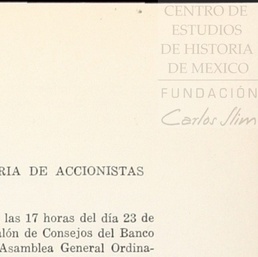 CENTRO DE
ESTUDIOS
DE HISTORIA
DE MEXICO
FUNDACIÓN
Carlos Slim
RIA DE ACCIONISTAS
las 17 horas del día 23 de
lón de Consejos del Banco
Asamblea General Ordina-